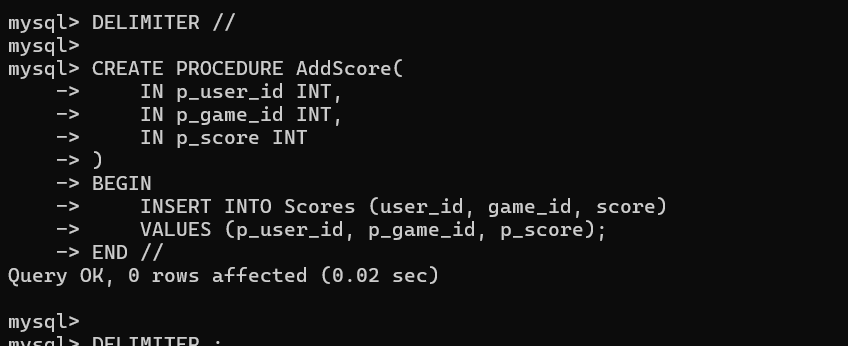 mysql> DELIMITER //
mysql>
mysql> CREATE PROCEDURE AddScore(
    ->     IN p_user_id INT,
    ->     IN p_game_id INT,
    ->     IN p_score INT
    -> )
    -> BEGIN
    ->     INSERT INTO Scores (user_id, game_id, score)
    ->     VALUES (p_user_id, p_game_id, p_score);
    -> END //
Query OK, 0 rows affected (0.02 sec)

mysql>
mysql> DELIMITER ;